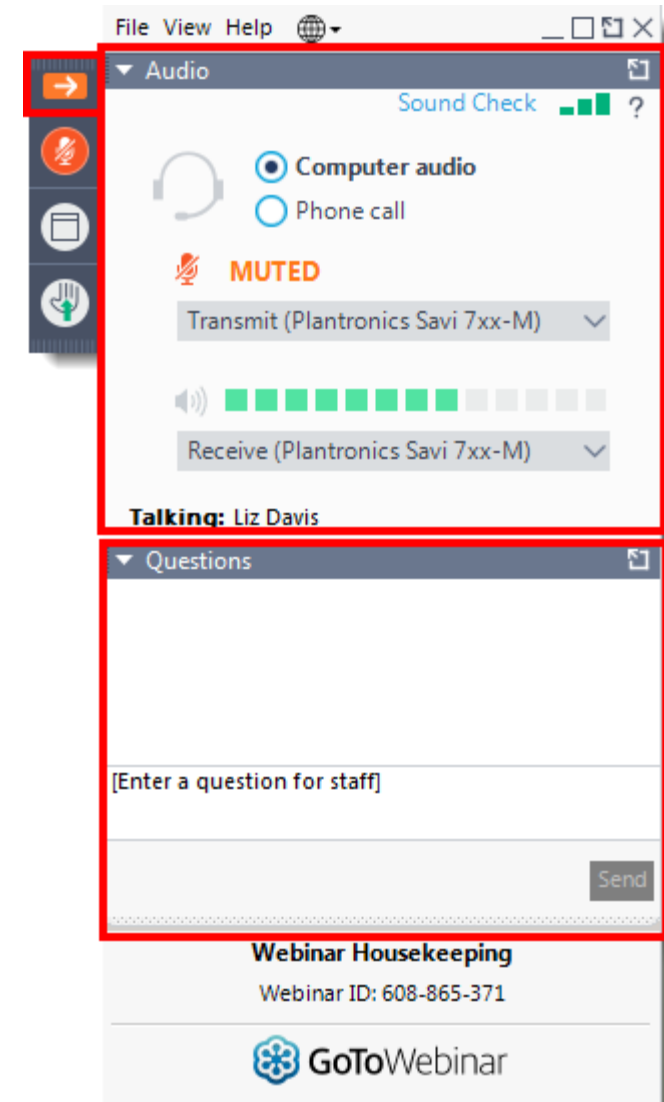 File View Help
Audio
Sound Check ?
Computer audio
Phone call
MUTED
Transmit (Plantronics Savi 7xx-M)
Receive (Plantronics Savi 7xx-M)
Talking: Liz Davis
Questions
[Enter a question for staff]
Send
Webinar Housekeeping
Webinar ID: 608-865-371
GoToWebinar